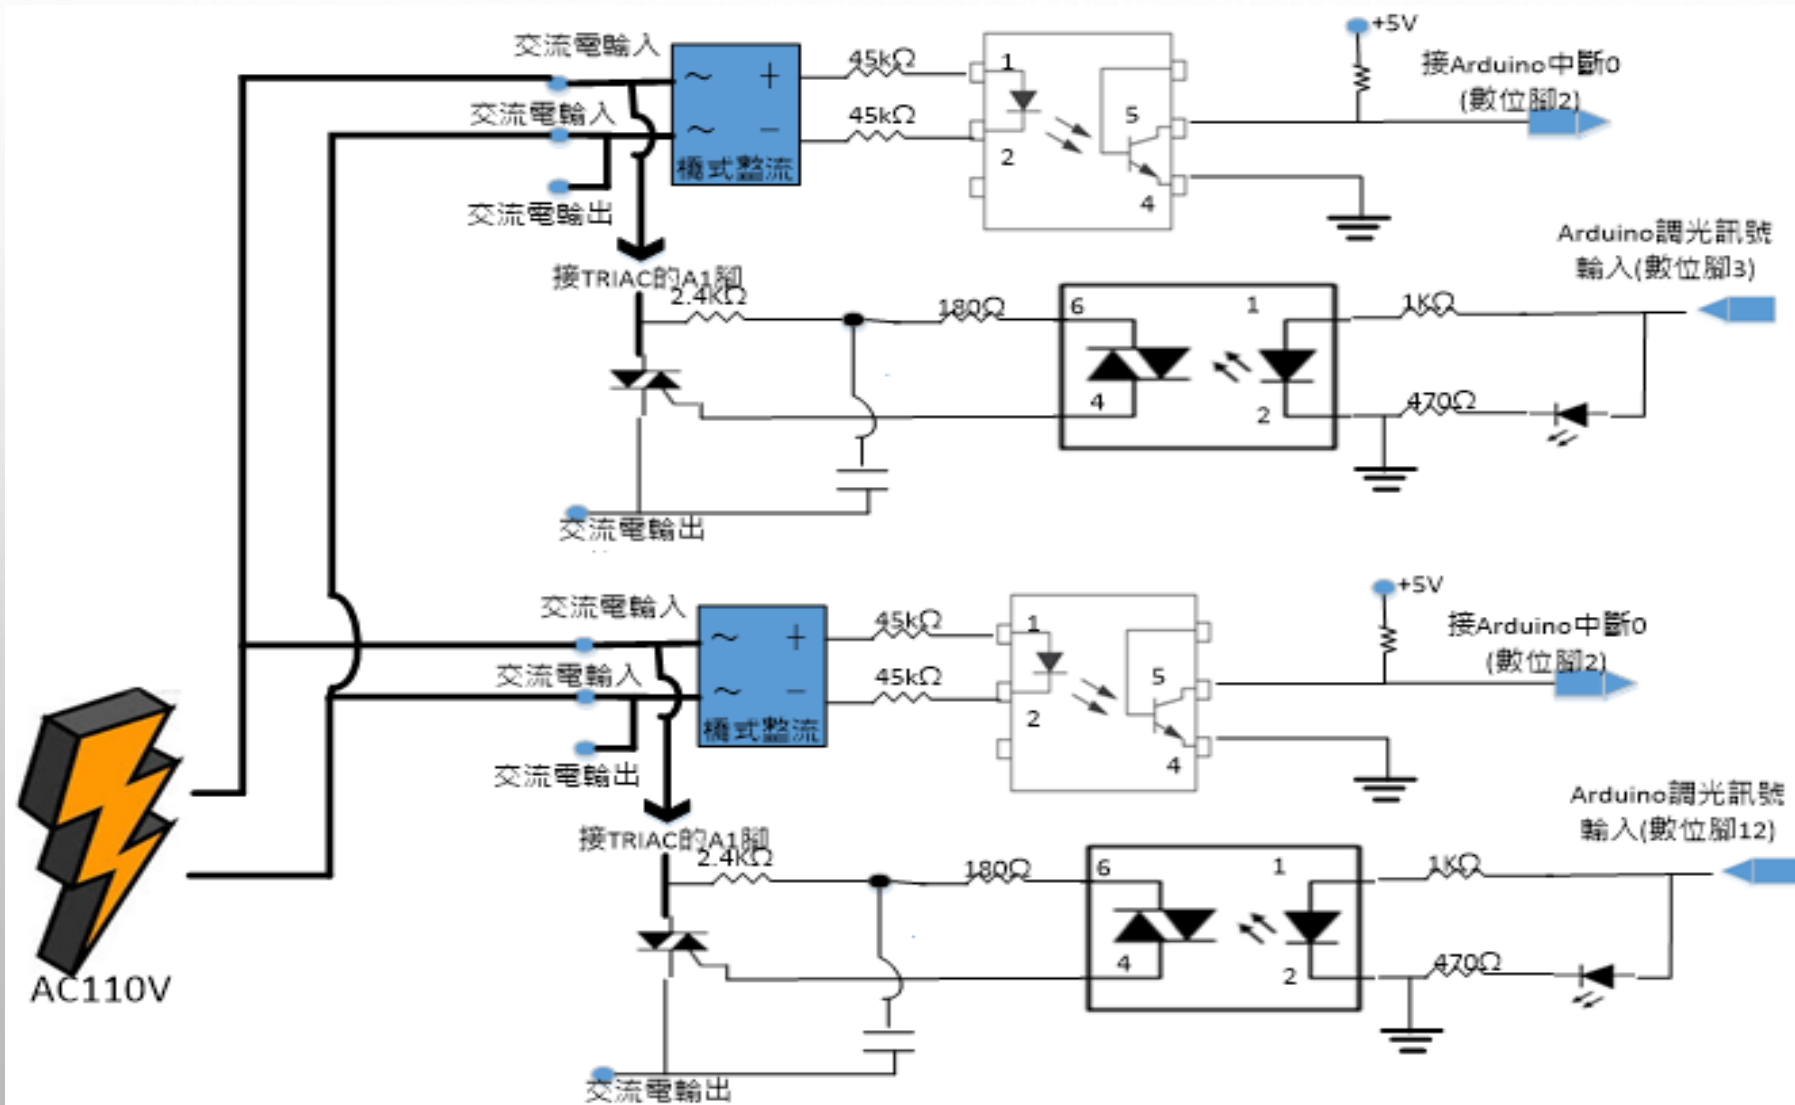 交流電輸入
交流電輸入
交流電輸出
~ +
~ −
橋式整流
45kΩ
45kΩ
1
2
5
4
+5V
接Arduino中斷0
(數位腳2)
接TRIAC的A1腳
2.4KΩ
180Ω
6
4
1
2
1KΩ
470Ω
Arduino調光訊號
輸入(數位腳3)
交流電輸出
交流電輸入
交流電輸入
交流電輸出
~ +
~ −
橋式整流
45kΩ
45kΩ
1
2
5
4
+5V
接Arduino中斷0
(數位腳2)
接TRIAC的A1腳
2.4KΩ
180Ω
6
4
1
2
1KΩ
470Ω
Arduino調光訊號
輸入(數位腳12)
交流電輸出
AC110V